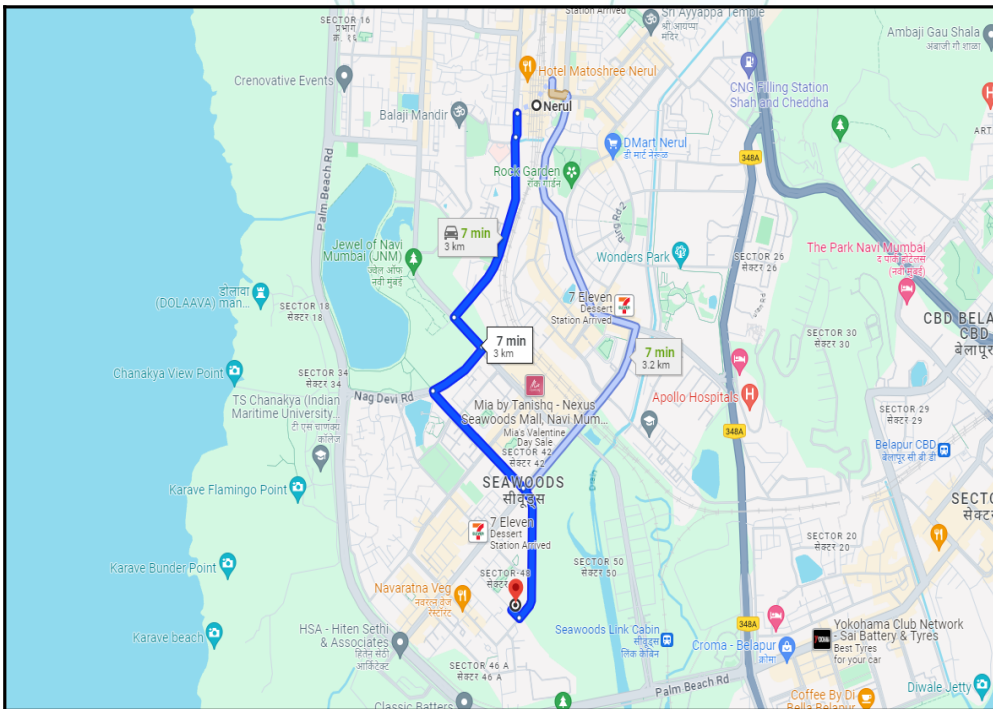 SECTOR 16
प्रभाग
क्र. १६
Station Arrived
Sri Ayyappa Temple
श्री अय्यप्पा
मंदिर
Ambaji Gau Shala
अंबाजी गौ शाळा
Crenovative Events
Hotel Matoshree Nerul
CNG Filling Station
Shah and Cheddha
Nerul
Balaji Mandir
DMart Nerul
डी मार्ट नेरूळ
348A
ART
Palm Beach Rd
Rock Garden
रॉक गार्डन
Ring Rd 2
7 min
3 km
Jewel of Navi
Mumbai (JNM)
ज्वेल ऑफ
नवी मुंबई
Wonders Park
SECTOR 26
सेक्टर 26
The Park Navi Mumbai
द पार्क हॉटेल्स
(नवी मुंबई)
डोलावा
(DOLAAVA) man...
SECTOR 18
सेक्टर 18
7 Eleven
Dessert
Station Arrived
SECTOR 30
सेक्टर 30
CBD BELA
CBD
बेलापूर
7 min
3 km
7 min
3.2 km
Chanakya View Point
SECTOR 34
सेक्टर 34
Nag Devi Rd
TS Chanakya (Indian
Maritime University...
टी एस चाणक्य
कॉलेज
Mia by Tanishq - Nexus
Seawoods Mall, Navi Mum...
Mia's Valentine
Day Sale
SECTOR 42
सेक्टर 42
Apollo Hospitals
SECTOR 29
सेक्टर 29
348A
Belapur CBD
बेलापुर सी बी डी
Karave Flamingo Point
SEAWOODS
सीवूड्स
SECTO
सेक्टर
7 Eleven
Dessert
Station Arrived
SECTOR 20
सेक्टर 20
Karave Bunder Point
SECTOR-48
सेक्टर
SECTOR 50
सेक्टर 50
Navaratna Veg
नवरत्न वेज
रेस्टोरेंट
Karave beach
HSA - Hiten Sethi
& Associates
हितेन सेठी
आर्किटेक्ट
Seawoods Link Cabin
सीवूड्स
लिंक केबिन
348A
Croma - Belapur
क्रोमा
Yokohama Club Network
- Sai Battery & Tyres
Best Tyres
for your car
SECTOR 46 A
सेक्टर 46 ए
Palm Beach Rd
Classic Batters
Coffee By Di
Bella Belapur
Diwale Jetty